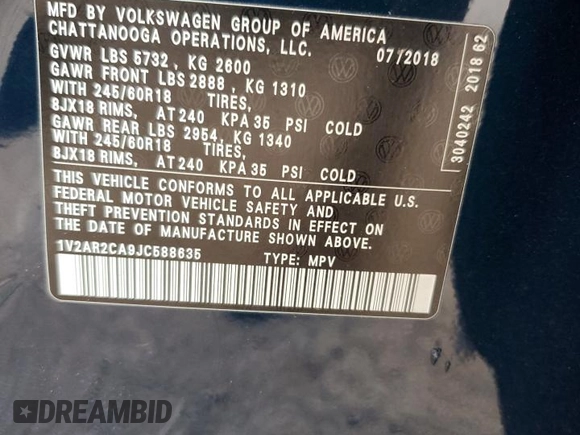 MFD BY VOLKSWAGEN GROUP OF AMERICA
CHATTANOOGA OPERATIONS, LLC. 07/2018
GVWR LBS 5732 , KG 2600
GAWR FRONT LBS 2888 , KG 1310
WITH 245/60R18 TIRES,
8JX18 RIMS, AT 240 KPA 35 PSI COLD
GAWR REAR LBS 2954, KG 1340
WITH 245/60R18 TIRES,
8JX18 RIMS, AT 240 KPA 35 PSI COLD
THIS VEHICLE CONFORMS TO ALL APPLICABLE U.S.
FEDERAL MOTOR VEHICLE SAFETY AND
THEFT PREVENTION STANDARDS IN EFFECT ON
THE DATE OF MANUFACTURE SHOWN ABOVE.
1V2AR2CA9JC588635 TYPE: MPV
3040242 2018 62
DREAMBID